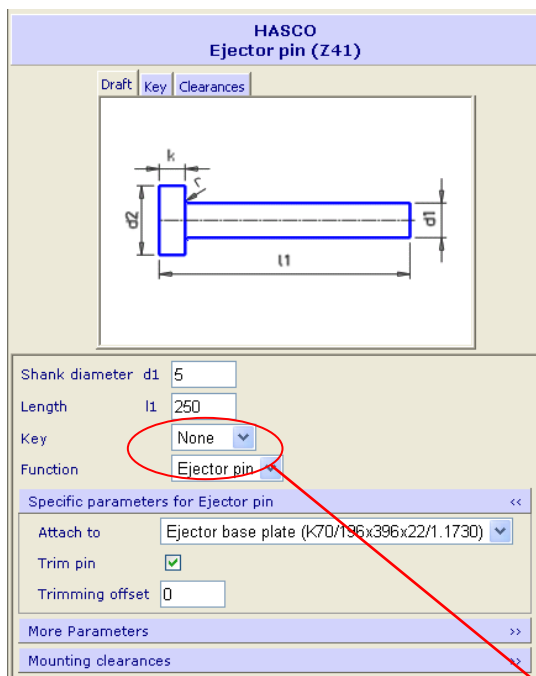 HASCO
Ejector pin (Z41)
Draft Key Clearances
k
r
d2
d1
l1
Shank diameter d1 5
Length l1 250
Key None
Function Ejector pin
Specific parameters for Ejector pin <<
Attach to Ejector base plate (K70/196x396x22/1.1730)
Trim pin
Trimming offset 0
More Parameters >>
Mounting clearances >>